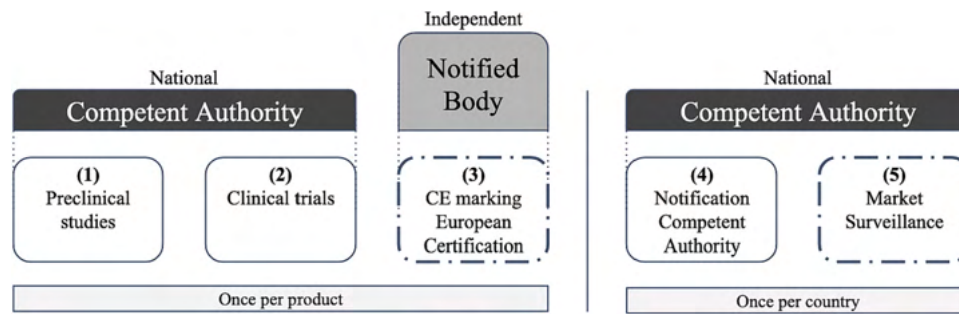 Independent
Notified
Body
National
Competent Authority
National
Competent Authority
(1)
Preclinical
studies
(2)
Clinical trials
(3)
CE marking
European
Certification
(4)
Notification
Competent
Authority
(5)
Market
Surveillance
Once per product
Once per country